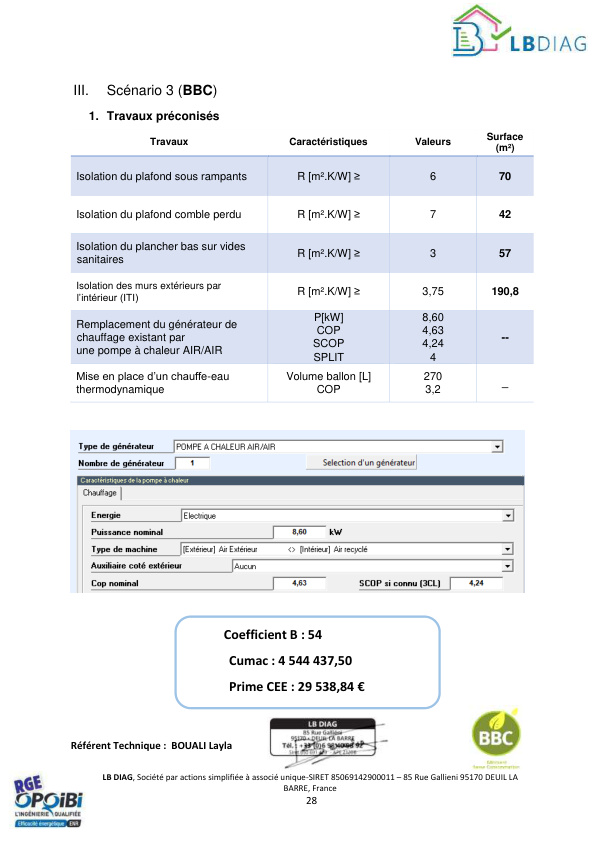 LBDIAG
III. Scénario 3 (BBC)
1. Travaux préconisés
Travaux Caractéristiques Valeurs Surface (m²)
Isolation du plafond sous rampants R [m².K/W] ≥ 6 70
Isolation du plafond comble perdu R [m².K/W] ≥ 7 42
Isolation du plancher bas sur vides
sanitaires R [m².K/W] ≥ 3 57
Isolation des murs extérieurs par
l'intérieur (ITI) R [m².K/W] ≥ 3,75 190,8
Remplacement du générateur de
chauffage existant par
une pompe à chaleur AIR/AIR
P[kW] 8,60
COP 4,63
SCOP 4,24
SPLIT 4
--
Mise en place d'un chauffe-eau
thermodynamique
Volume ballon [L] 270
COP 3,2
_
Type de générateur POMPE A CHALEUR AIR/AIR
Nombre de générateur 1 Selection d'un générateur
Caractéristiques de la pompe à chaleur
Chauffage
Energie Electrique
Puissance nominal 8,60 kW
Type de machine [Extérieur] Air Extérieur <> [Intérieur] Air recyclé
Auxiliaire coté extérieur Aucun
Cop nominal 4,63 SCOP si connu (3CL) 4,24
Coefficient B : 54
Cumac : 4 544 437,50
Prime CEE : 29 538,84 €
LB DIAG
85 Rue Gallieni
95170 - DEUIL LA BARRE
Référent Technique : BOUALI Layla
BBC
LB DIAG, Société par actions simplifiée à associé unique-SIRET 85069142900011 – 85 Rue Gallieni 95170 DEUIL LA
BARRE, France
28
RGE
OPQIBI
L'INGÉNIERIE QUALIFIÉE
Efficacité énergétique ENR